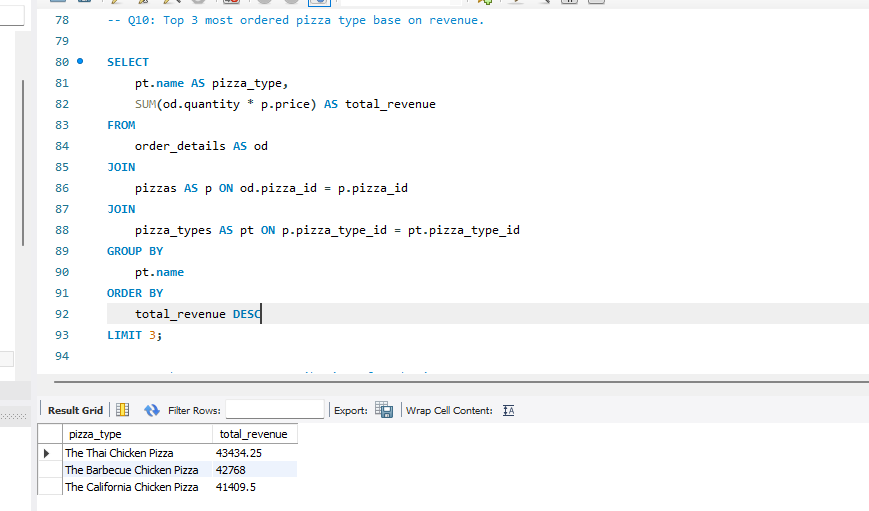 78 -- Q10: Top 3 most ordered pizza type base on revenue.
79
80 SELECT
81 pt.name AS pizza_type,
82 SUM(od.quantity * p.price) AS total_revenue
83 FROM
84 order_details AS od
85 JOIN
86 pizzas AS p ON od.pizza_id = p.pizza_id
87 JOIN
88 pizza_types AS pt ON p.pizza_type_id = pt.pizza_type_id
89 GROUP BY
90 pt.name
91 ORDER BY
92 total_revenue DESC
93 LIMIT 3;
94
Result Grid Filter Rows: Export: Wrap Cell Content:
pizza_type total_revenue
The Thai Chicken Pizza 43434.25
The Barbecue Chicken Pizza 42768
The California Chicken Pizza 41409.5